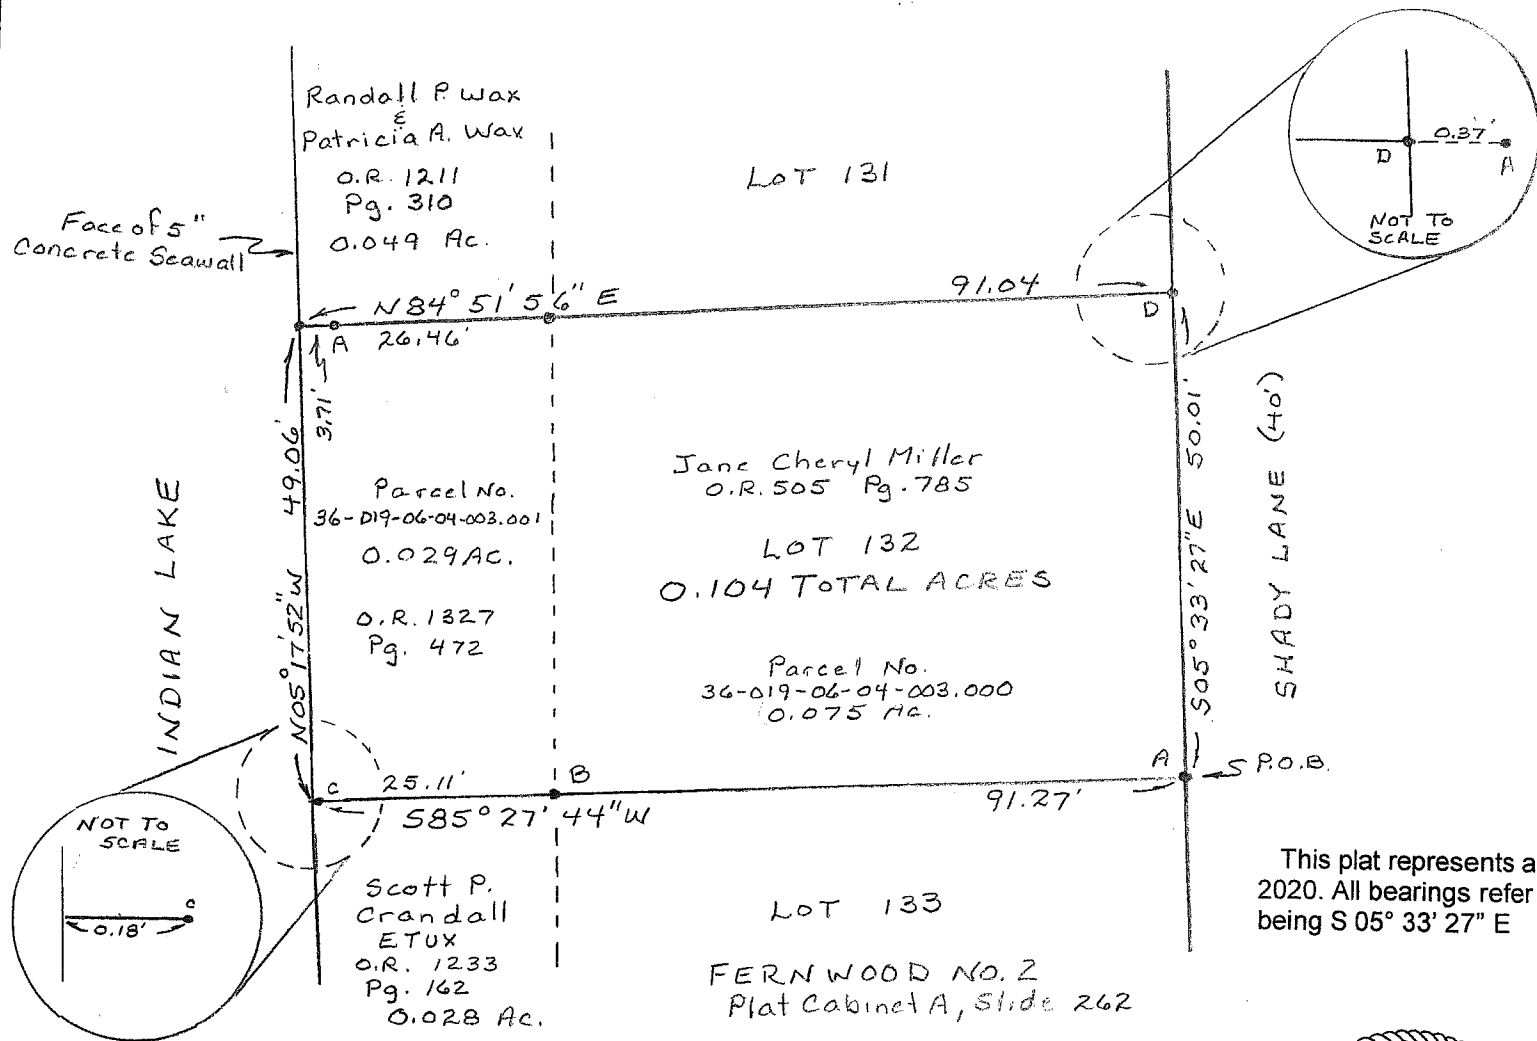 Randall P. Wax
&
Patricia A. Wax
O.R. 1211
Pg. 310
0.049 Ac.
LOT 131
D
0.37'
A
NOT TO
SCALE
Face of 5"
Concrete Seawall
N84° 51' 56" E
91.04
A
26.46'
D
3.71'
49.06'
N05° 17' 52" W
INDIAN LAKE
Parcel No.
36-019-06-04-003.001
0.029 AC.
O.R. 1327
Pg. 472
Jane Cheryl Miller
O.R. 505 Pg. 785
LOT 132
0.104 TOTAL ACRES
Parcel No.
36-019-06-04-003.000
0.075 Ac.
S05° 33' 27" E 50.01'
SHADY LANE (40')
C
25.11'
B
A
P.O.B.
S85° 27' 44" W
91.27'
NOT TO
SCALE
C
0.18'
Scott P.
Crandall
ETUX
O.R. 1233
Pg. 162
0.028 Ac.
LOT 133
FERNWOOD NO. 2
Plat Cabinet A, Slide 262
This plat represents a
2020. All bearings refer
being S 05° 33' 27" E